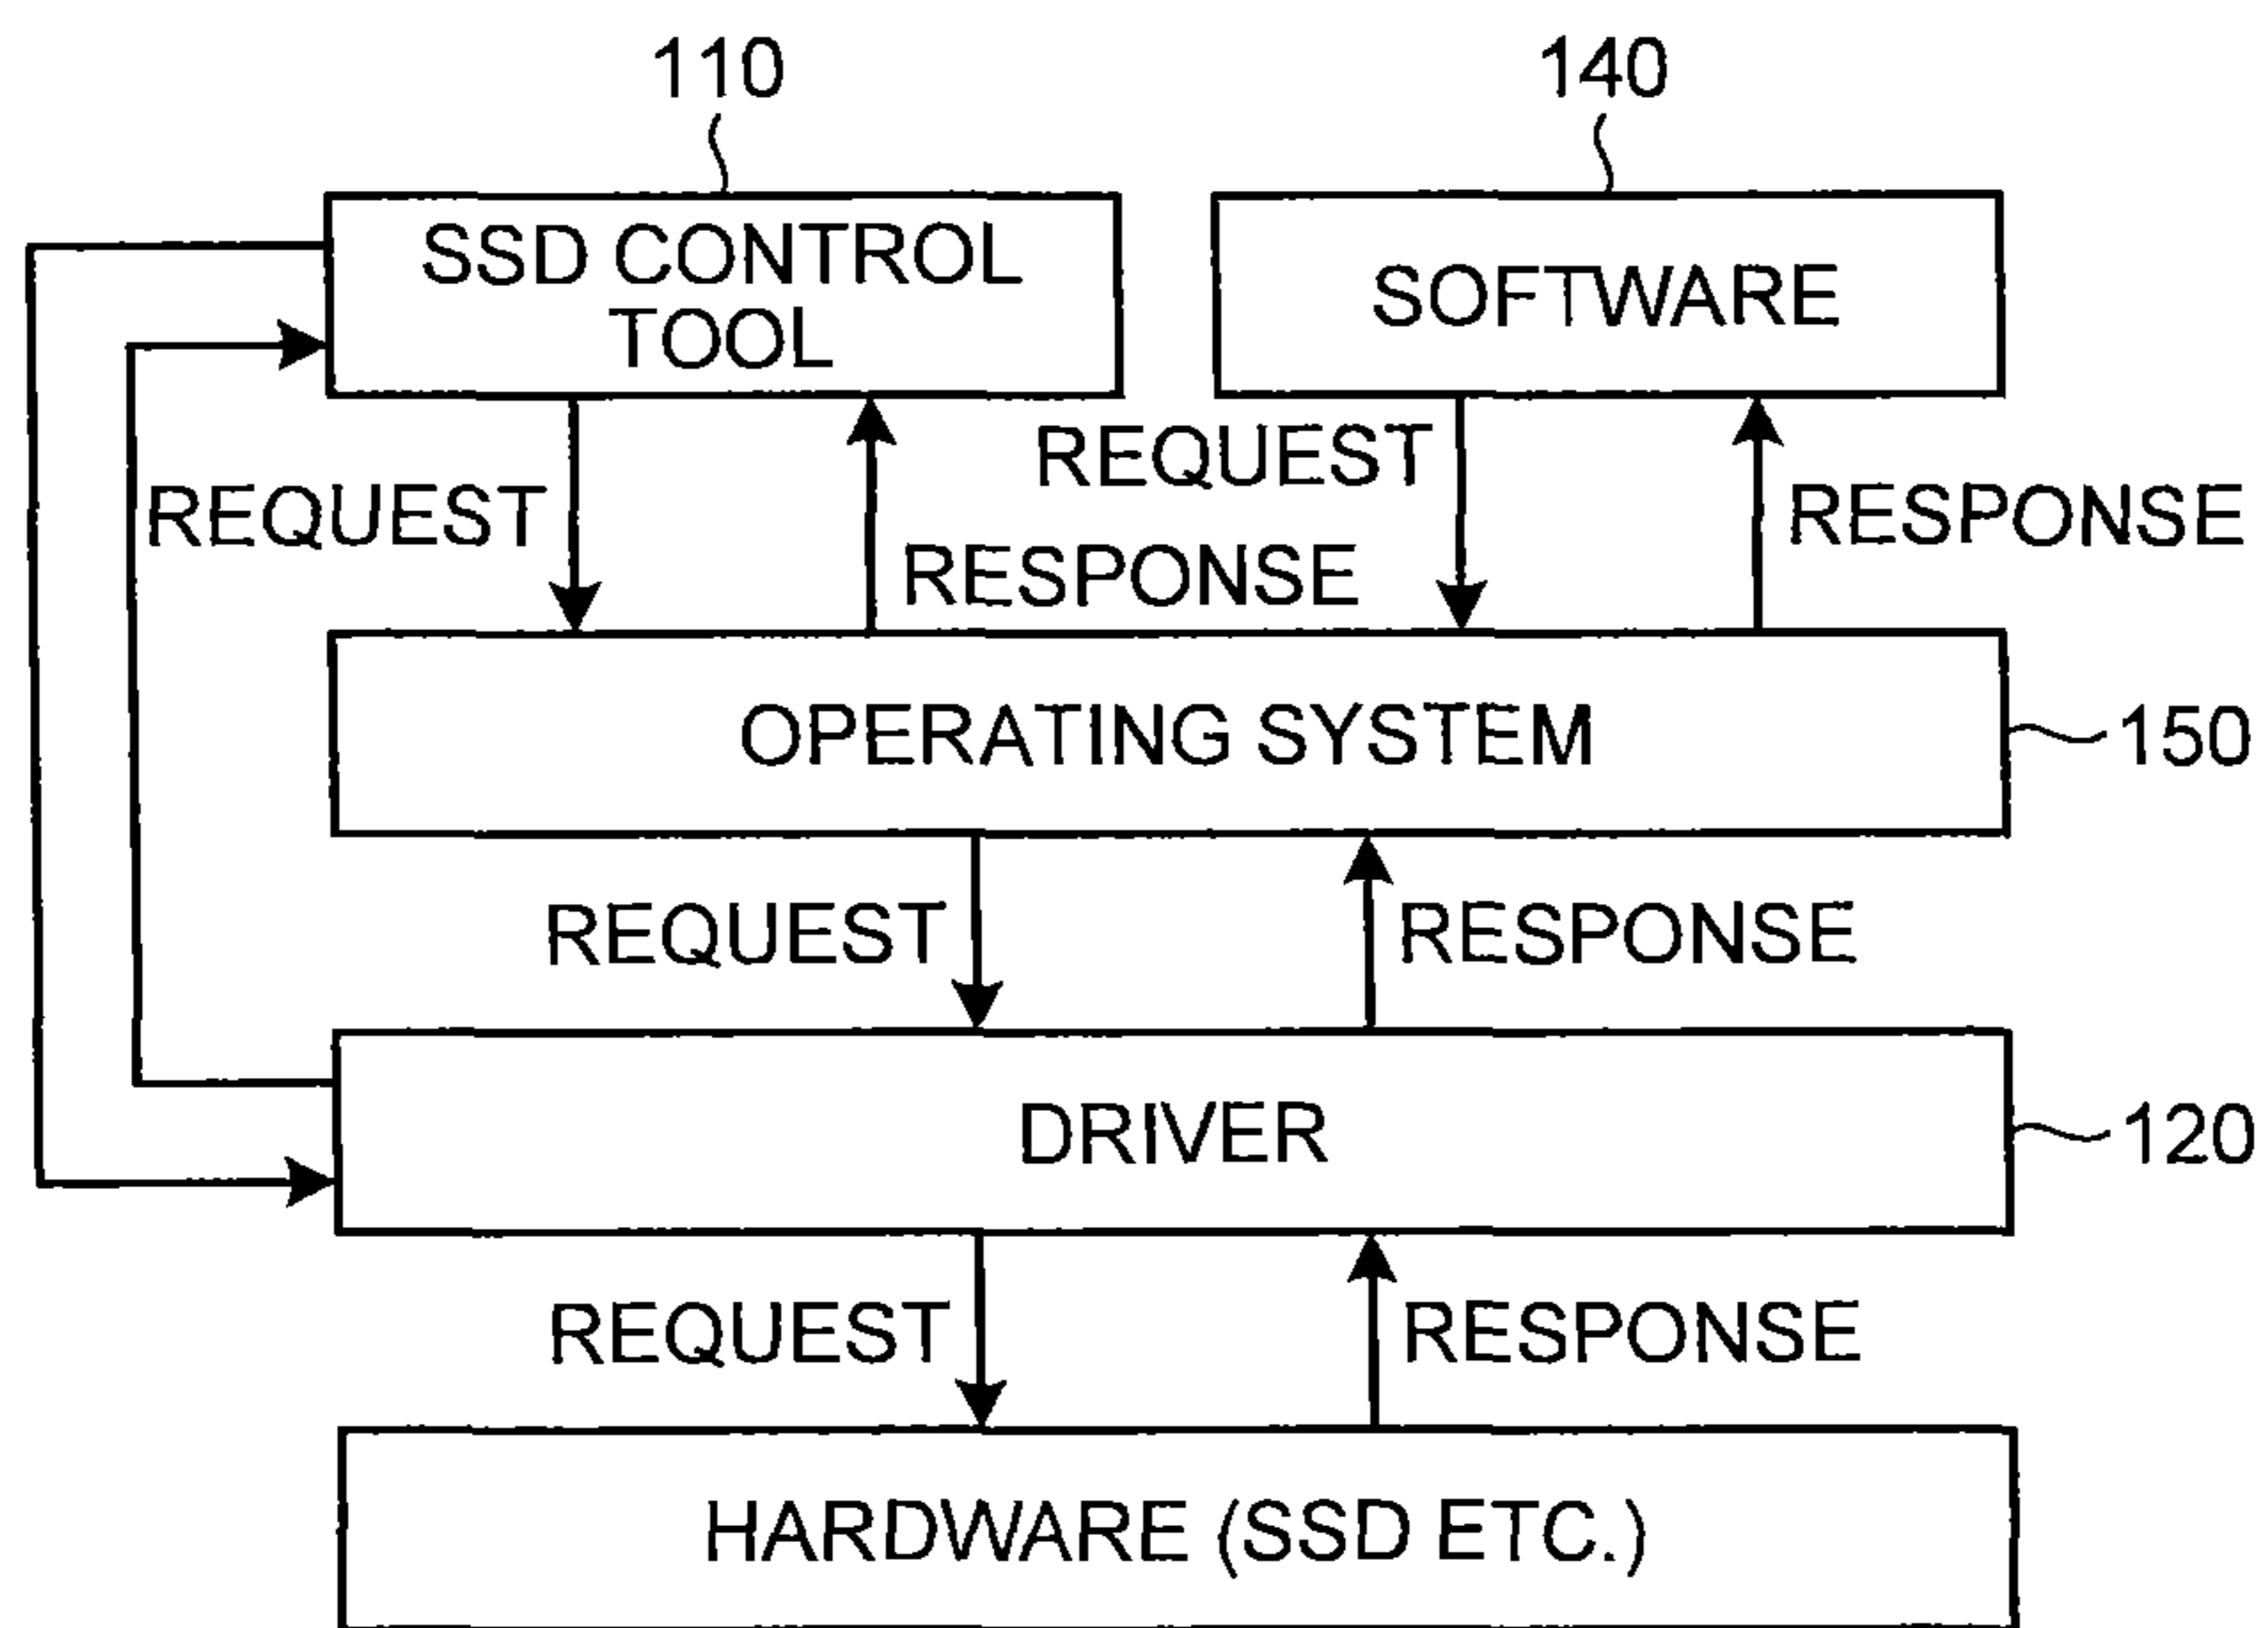 110
140
SSD CONTROL
TOOL
SOFTWARE
REQUEST
RESPONSE
REQUEST
RESPONSE
OPERATING SYSTEM
150
REQUEST
RESPONSE
DRIVER
120
REQUEST
RESPONSE
HARDWARE (SSD ETC.)